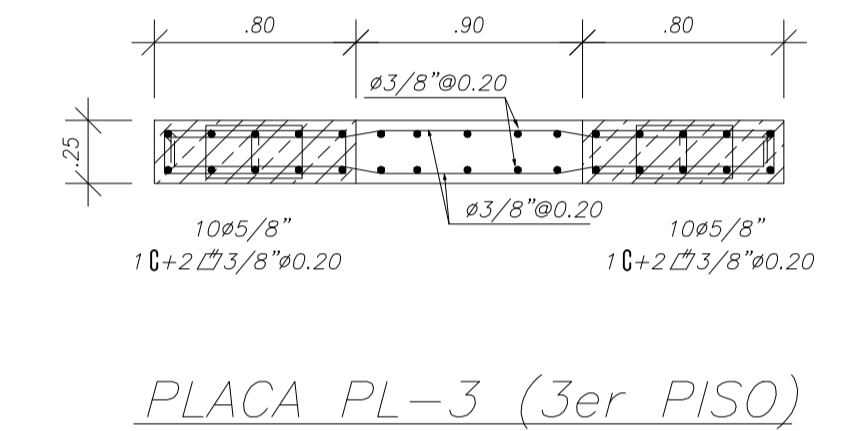 .80 .90 .80
ø3/8"@0.20
.25
ø3/8"@0.20
10ø5/8" 10ø5/8"
1 C+2 3/8"ø0.20 1 C+2 3/8"ø0.20
PLACA PL-3 (3er PISO)